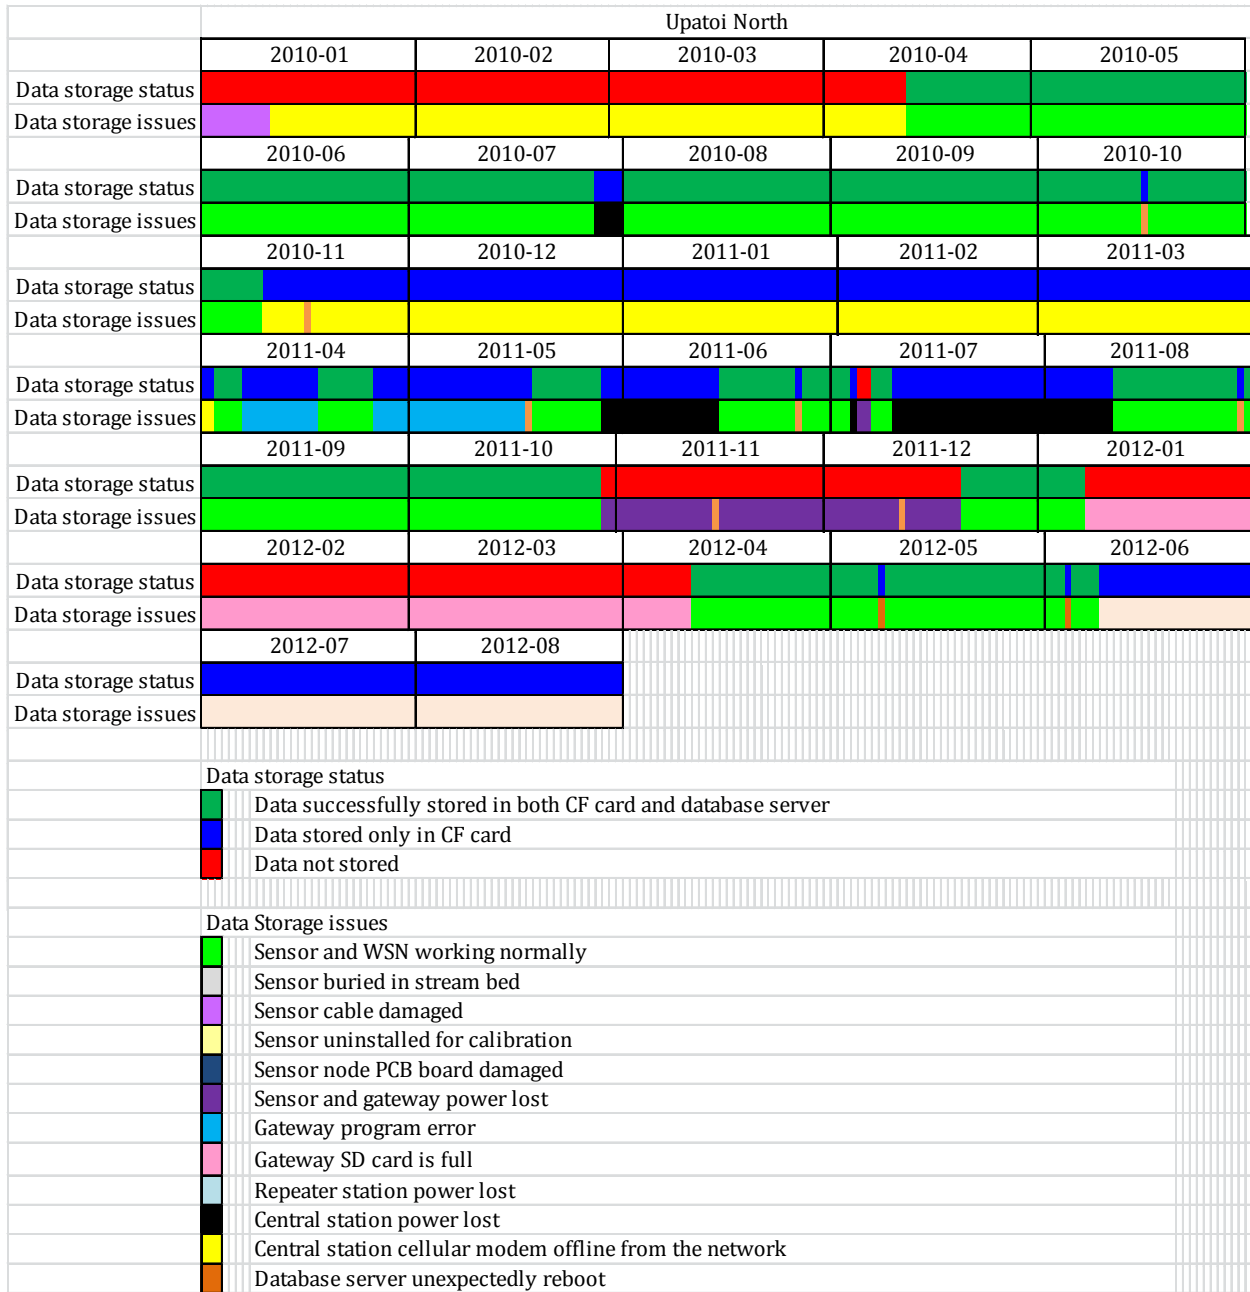 Upatoi North
2010-01 2010-02 2010-03 2010-04 2010-05
Data storage status
Data storage issues
2010-06 2010-07 2010-08 2010-09 2010-10
Data storage status
Data storage issues
2010-11 2010-12 2011-01 2011-02 2011-03
Data storage status
Data storage issues
2011-04 2011-05 2011-06 2011-07 2011-08
Data storage status
Data storage issues
2011-09 2011-10 2011-11 2011-12 2012-01
Data storage status
Data storage issues
2012-02 2012-03 2012-04 2012-05 2012-06
Data storage status
Data storage issues
2012-07 2012-08
Data storage status
Data storage issues
Data storage status
Data successfully stored in both CF card and database server
Data stored only in CF card
Data not stored
Data Storage issues
Sensor and WSN working normally
Sensor buried in stream bed
Sensor cable damaged
Sensor uninstalled for calibration
Sensor node PCB board damaged
Sensor and gateway power lost
Gateway program error
Gateway SD card is full
Repeater station power lost
Central station power lost
Central station cellular modem offline from the network
Database server unexpectedly reboot